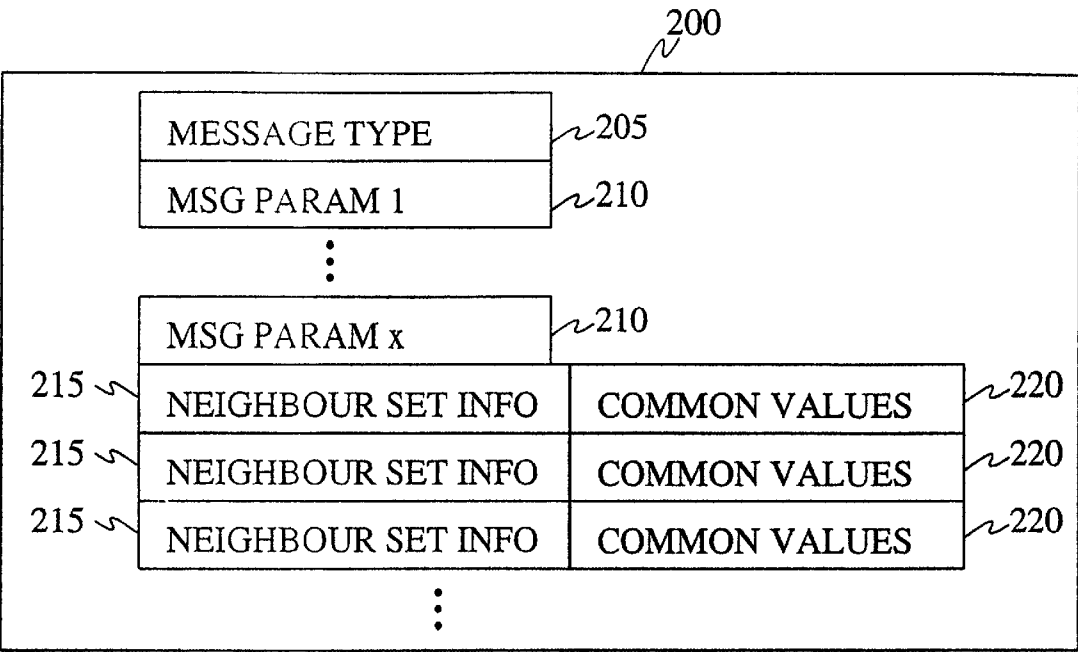 200
MESSAGE TYPE 205
MSG PARAM 1 210
MSG PARAM x 210
215 NEIGHBOUR SET INFO COMMON VALUES 220
215 NEIGHBOUR SET INFO COMMON VALUES 220
215 NEIGHBOUR SET INFO COMMON VALUES 220